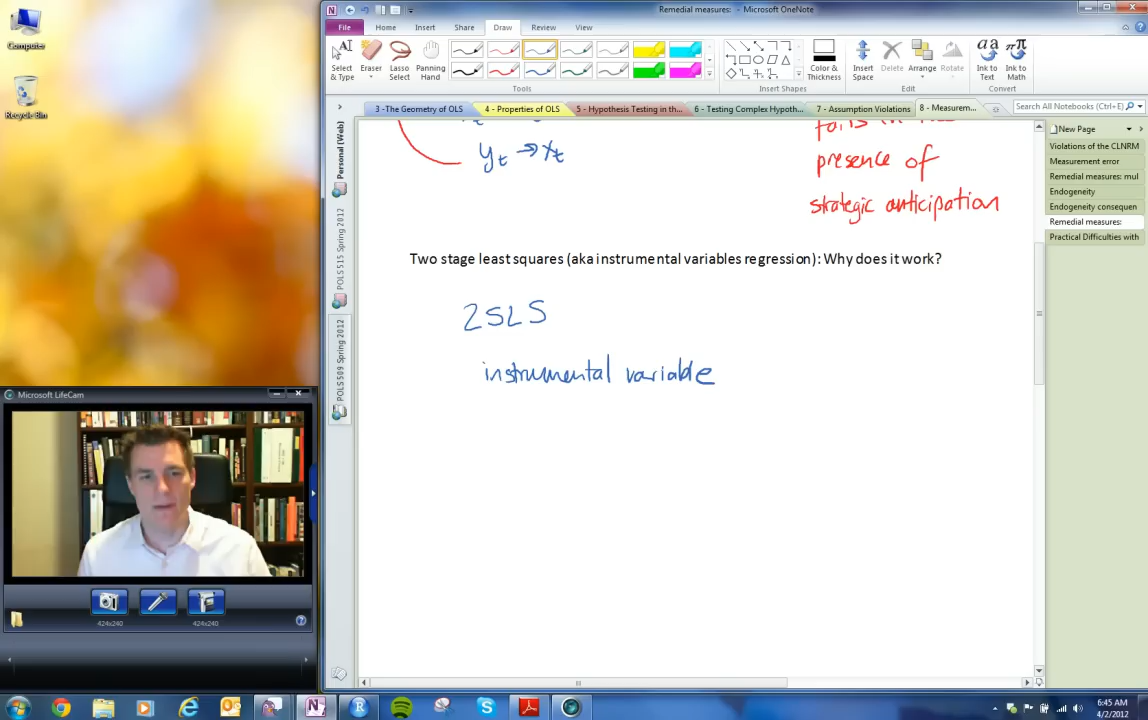 Remedial measures: - Microsoft OneNote
File Home Insert Share Draw Review View
Computer
Recycle Bin
Select & Type
Eraser
Lasso Select
Panning Hand
Color & Thickness
Insert Space
Delete
Arrange
Rotate
Ink to Text
Ink to Math
Tools
Insert Shapes
Edit
Convert
3 -The Geometry of OLS
4 - Properties of OLS
5 - Hypothesis Testing in th
6 - Testing Complex Hypoth...
7 - Assumption Violations
8 - Measurem...
Search All Notebooks (Ctrl+E)
Personal (Web)
POLS 515 Spring 2012
POLS 509 Spring 2012
New Page
Violations of the CLNRM
Measurement error
Remedial measures: mul
Endogeneity
Endogeneity consequen
Remedial measures:
Practical Difficulties with
yt → xt
presence of
strategic anticipation
Two stage least squares (aka instrumental variables regression): Why does it work?
2SLS
instrumental variable
Microsoft LifeCam
424x240
424x240
6:45 AM
4/2/2012